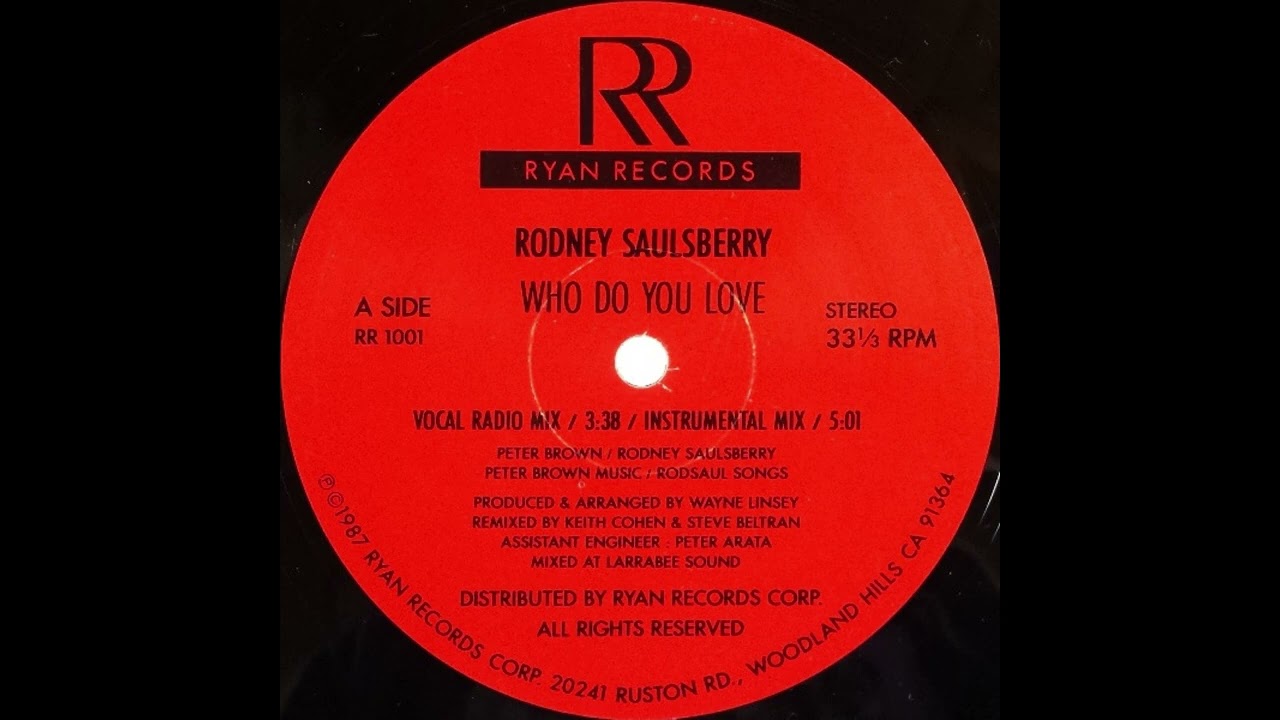 RR
RYAN RECORDS
RODNEY SAULSBERRY
WHO DO YOU LOVE
A SIDE
RR 1001
STEREO
33⅓ RPM
VOCAL RADIO MIX / 3:38 / INSTRUMENTAL MIX / 5:01
PETER BROWN / RODNEY SAULSBERRY
PETER BROWN MUSIC / RODSAUL SONGS
PRODUCED & ARRANGED BY WAYNE LINSEY
REMIXED BY KEITH COHEN & STEVE BELTRAN
ASSISTANT ENGINEER : PETER ARATA
MIXED AT LARRABEE SOUND
DISTRIBUTED BY RYAN RECORDS CORP.
ALL RIGHTS RESERVED
℗©1987 RYAN RECORDS CORP. 20241 RUSTON RD., WOODLAND HILLS CA 91364